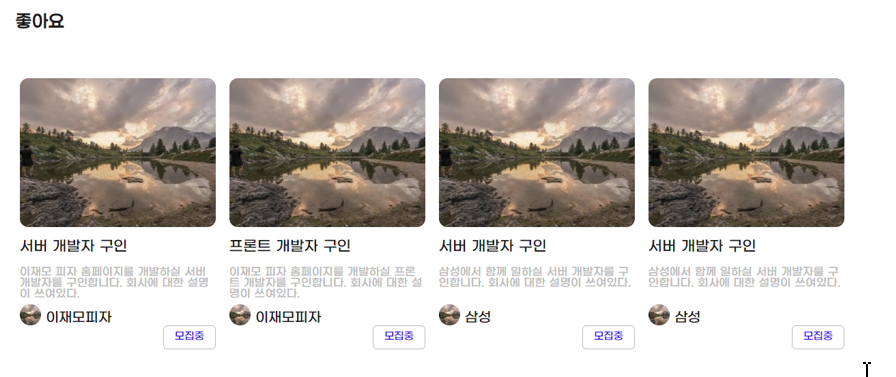 좋아요
서버 개발자 구인
이재모 피자 홈페이지를 개발하실 서버
개발자를 구인합니다. 회사에 대한 설명
이 쓰여있다.
이재모피자
모집중
프론트 개발자 구인
이재모 피자 홈페이지를 개발하실 프론
트 개발자를 구인합니다. 회사에 대한 설
명이 쓰여있다.
이재모피자
모집중
서버 개발자 구인
삼성에서 함께 일하실 서버 개발자를 구
인합니다. 회사에 대한 설명이 쓰여있다.
삼성
모집중
서버 개발자 구인
삼성에서 함께 일하실 서버 개발자를 구
인합니다. 회사에 대한 설명이 쓰여있다.
삼성
모집중